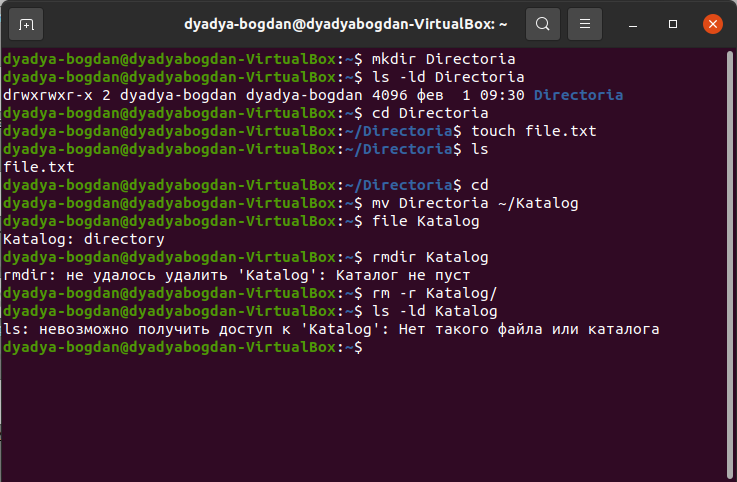 dyadya-bogdan@dyadyabogdan-VirtualBox: ~
dyadya-bogdan@dyadyabogdan-VirtualBox:~$ mkdir Directoria
dyadya-bogdan@dyadyabogdan-VirtualBox:~$ ls -ld Directoria
drwxrwxr-x 2 dyadya-bogdan dyadya-bogdan 4096 фев  1 09:30 Directoria
dyadya-bogdan@dyadyabogdan-VirtualBox:~$ cd Directoria
dyadya-bogdan@dyadyabogdan-VirtualBox:~/Directoria$ touch file.txt
dyadya-bogdan@dyadyabogdan-VirtualBox:~/Directoria$ ls
file.txt
dyadya-bogdan@dyadyabogdan-VirtualBox:~/Directoria$ cd
dyadya-bogdan@dyadyabogdan-VirtualBox:~$ mv Directoria ~/Katalog
dyadya-bogdan@dyadyabogdan-VirtualBox:~$ file Katalog
Katalog: directory
dyadya-bogdan@dyadyabogdan-VirtualBox:~$ rmdir Katalog
rmdir: не удалось удалить 'Katalog': Каталог не пуст
dyadya-bogdan@dyadyabogdan-VirtualBox:~$ rm -r Katalog/
dyadya-bogdan@dyadyabogdan-VirtualBox:~$ ls -ld Katalog
ls: невозможно получить доступ к 'Katalog': Нет такого файла или каталога
dyadya-bogdan@dyadyabogdan-VirtualBox:~$